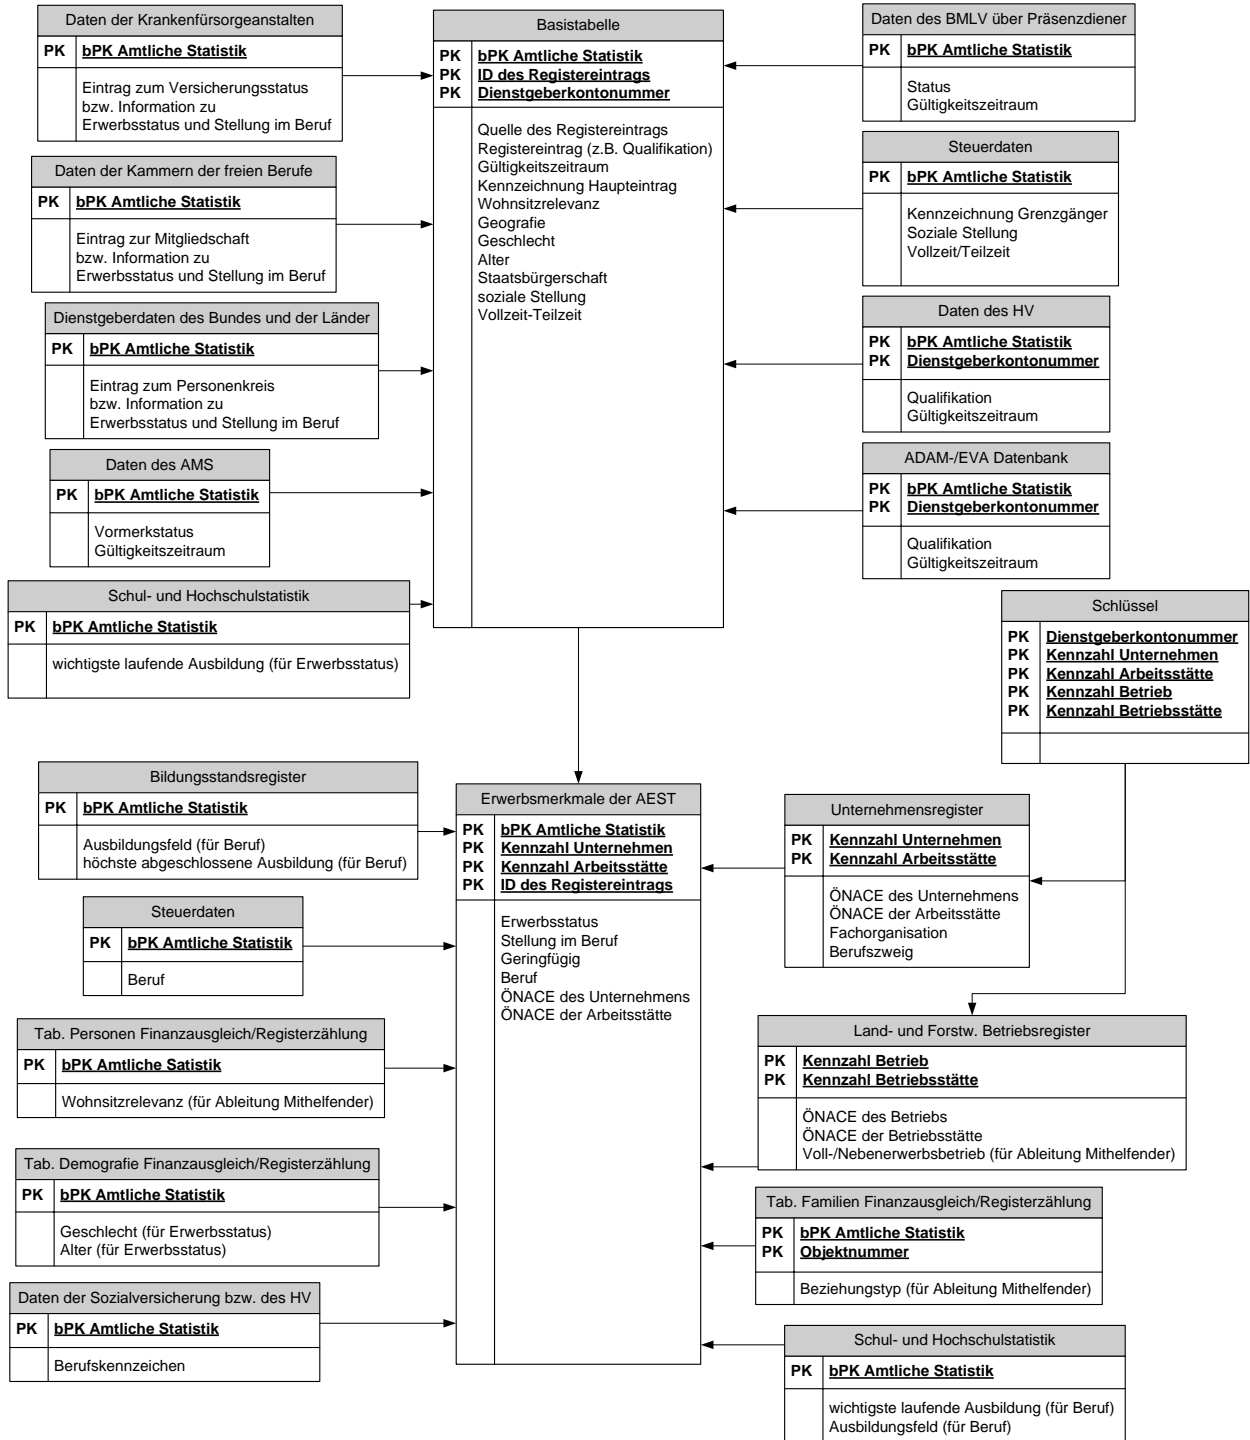 Daten der Krankenfürsorgeanstalten
PK bPK Amtliche Statistik
Eintrag zum Versicherungsstatus
bzw. Information zu
Erwerbsstatus und Stellung im Beruf
Daten der Kammern der freien Berufe
PK bPK Amtliche Statistik
Eintrag zur Mitgliedschaft
bzw. Information zu
Erwerbsstatus und Stellung im Beruf
Dienstgeberdaten des Bundes und der Länder
PK bPK Amtliche Statistik
Eintrag zum Personenkreis
bzw. Information zu
Erwerbsstatus und Stellung im Beruf
Daten des AMS
PK bPK Amtliche Statistik
Vormerkstatus
Gültigkeitszeitraum
Schul- und Hochschulstatistik
PK bPK Amtliche Statistik
wichtigste laufende Ausbildung (für Erwerbsstatus)
Basistabelle
PK bPK Amtliche Statistik
PK ID des Registereintrags
PK Dienstgeberkontonummer
Quelle des Registereintrags
Registereintrag (z.B. Qualifikation)
Gültigkeitszeitraum
Kennzeichnung Haupteintrag
Wohnsitzrelevanz
Geografie
Geschlecht
Alter
Staatsbürgerschaft
soziale Stellung
Vollzeit-Teilzeit
Daten des BMLV über Präsenzdiener
PK bPK Amtliche Statistik
Status
Gültigkeitszeitraum
Steuerdaten
PK bPK Amtliche Statistik
Kennzeichnung Grenzgänger
Soziale Stellung
Vollzeit/Teilzeit
Daten des HV
PK bPK Amtliche Statistik
PK Dienstgeberkontonummer
Qualifikation
Gültigkeitszeitraum
ADAM-/EVA Datenbank
PK bPK Amtliche Statistik
PK Dienstgeberkontonummer
Qualifikation
Gültigkeitszeitraum
Schlüssel
PK Dienstgeberkontonummer
PK Kennzahl Unternehmen
PK Kennzahl Arbeitsstätte
PK Kennzahl Betrieb
PK Kennzahl Betriebsstätte
Bildungsstandsregister
PK bPK Amtliche Statistik
Ausbildungsfeld (für Beruf)
höchste abgeschlossene Ausbildung (für Beruf)
Steuerdaten
PK bPK Amtliche Statistik
Beruf
Tab. Personen Finanzausgleich/Registerzählung
PK bPK Amtliche Satistik
Wohnsitzrelevanz (für Ableitung Mithelfender)
Tab. Demografie Finanzausgleich/Registerzählung
PK bPK Amtliche Statistik
Geschlecht (für Erwerbsstatus)
Alter (für Erwerbsstatus)
Daten der Sozialversicherung bzw. des HV
PK bPK Amtliche Statistik
Berufskennzeichen
Erwerbsmerkmale der AEST
PK bPK Amtliche Statistik
PK Kennzahl Unternehmen
PK Kennzahl Arbeitsstätte
PK ID des Registereintrags
Erwerbsstatus
Stellung im Beruf
Geringfügig
Beruf
ÖNACE des Unternehmens
ÖNACE der Arbeitsstätte
Unternehmensregister
PK Kennzahl Unternehmen
PK Kennzahl Arbeitsstätte
ÖNACE des Unternehmens
ÖNACE der Arbeitsstätte
Fachorganisation
Berufszweig
Land- und Forstw. Betriebsregister
PK Kennzahl Betrieb
PK Kennzahl Betriebsstätte
ÖNACE des Betriebs
ÖNACE der Betriebsstätte
Voll-/Nebenerwerbsbetrieb (für Ableitung Mithelfender)
Tab. Familien Finanzausgleich/Registerzählung
PK bPK Amtliche Statistik
PK Objektnummer
Beziehungstyp (für Ableitung Mithelfender)
Schul- und Hochschulstatistik
PK bPK Amtliche Statistik
wichtigste laufende Ausbildung (für Beruf)
Ausbildungsfeld (für Beruf)